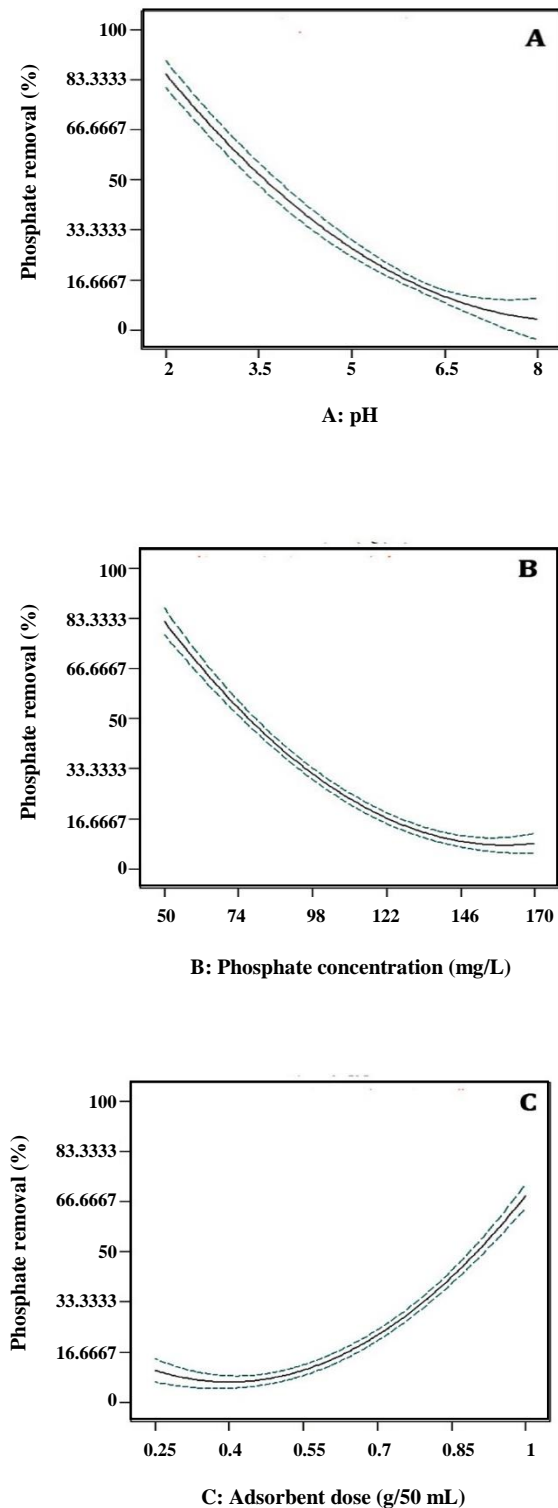 A
Phosphate removal (%)
100
83.3333
66.6667
50
33.3333
16.6667
0
2 3.5 5 6.5 8
A: pH
B
Phosphate removal (%)
100
83.3333
66.6667
50
33.3333
16.6667
0
50 74 98 122 146 170
B: Phosphate concentration (mg/L)
C
Phosphate removal (%)
100
83.3333
66.6667
50
33.3333
16.6667
0
0.25 0.4 0.55 0.7 0.85 1
C: Adsorbent dose (g/50 mL)